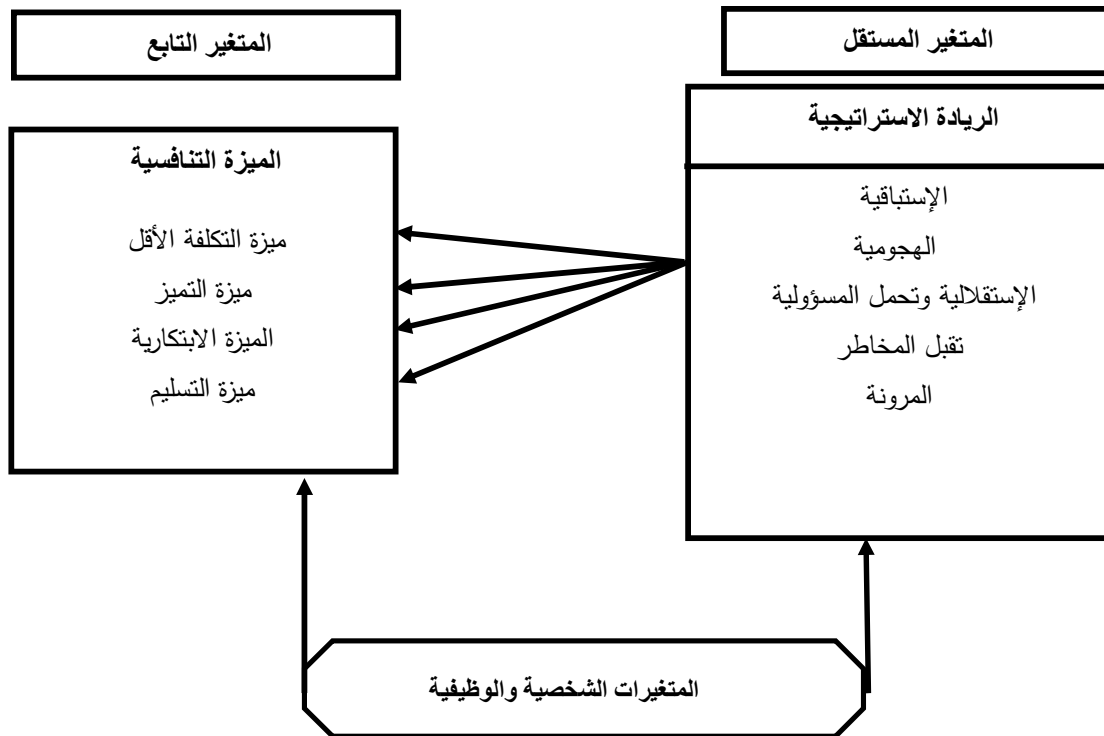 المتغير المستقل
المتغير التابع
الريادة الاستراتيجية
الإستباقية
الهجومية
الإستقلالية وتحمل المسؤولية
تقبل المخاطر
المرونة
الميزة التنافسية
ميزة التكلفة الأقل
ميزة التميز
الميزة الابتكارية
ميزة التسليم
المتغيرات الشخصية والوظيفية